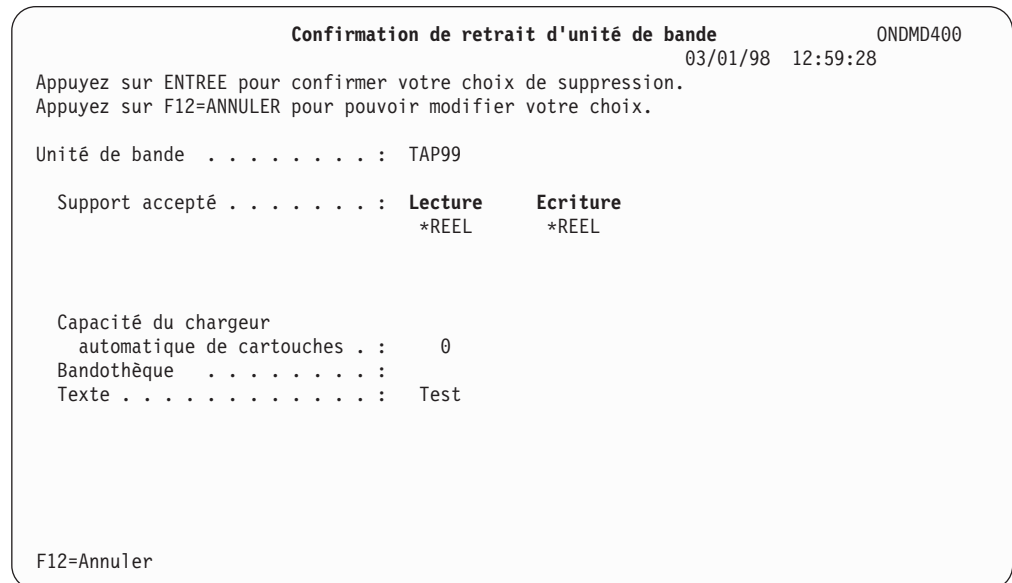 Confirmation de retrait d'unité de bande ONDMD400
03/01/98 12:59:28
Appuyez sur ENTREE pour confirmer votre choix de suppression.
Appuyez sur F12=ANNULER pour pouvoir modifier votre choix.
Unité de bande . . . . . . . . : TAP99
Support accepté . . . . . . . : Lecture Ecriture
*REEL *REEL
Capacité du chargeur
automatique de cartouches . : 0
Bandothèque . . . . . . . . :
Texte . . . . . . . . . . . . : Test
F12=Annuler